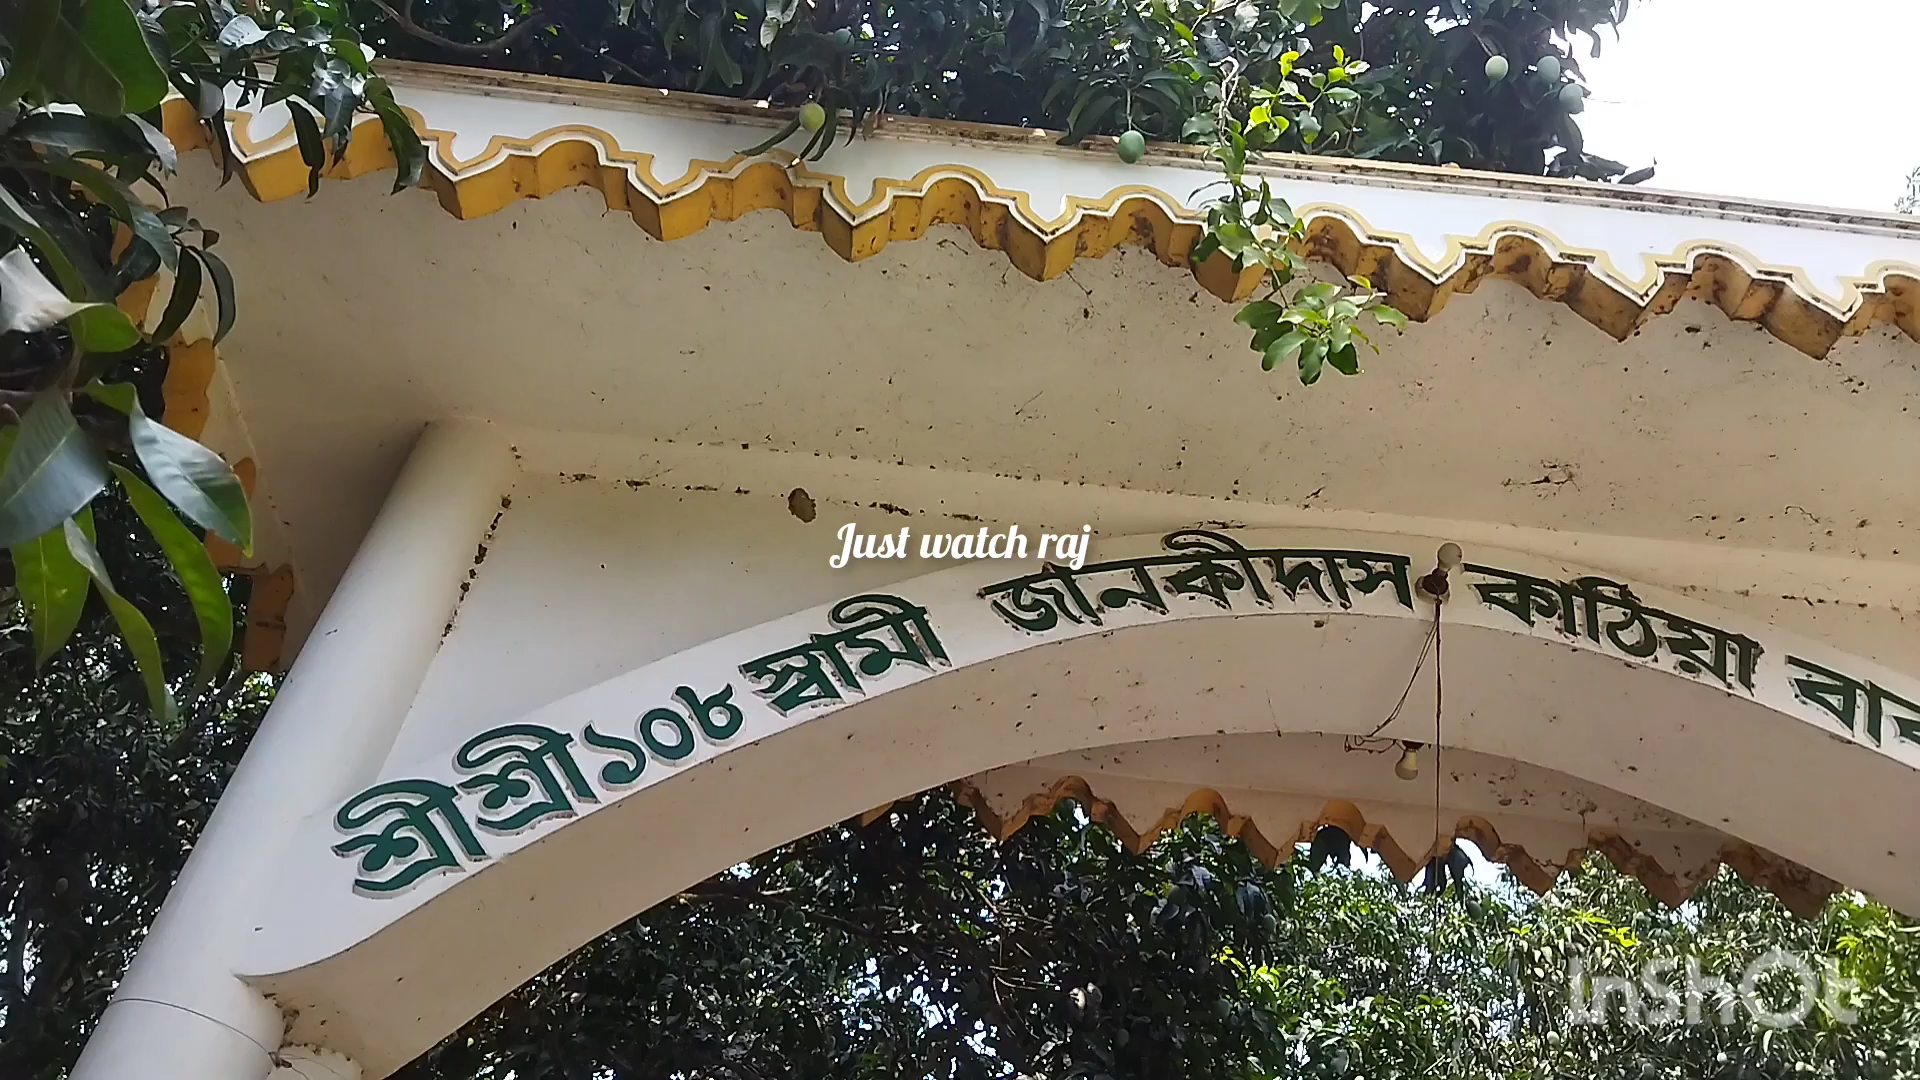 Just watch raj
শ্রীশ্রী১০৮ স্বামী জানকীদাস কাঠিয়া
InShOt